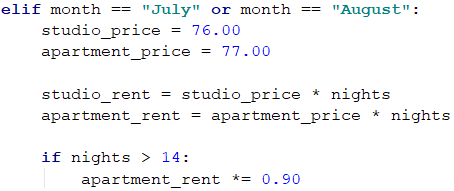 elif month == "July" or month == "August":
    studio_price = 76.00
    apartment_price = 77.00

    studio_rent = studio_price * nights
    apartment_rent = apartment_price * nights

    if nights > 14:
        apartment_rent *= 0.90